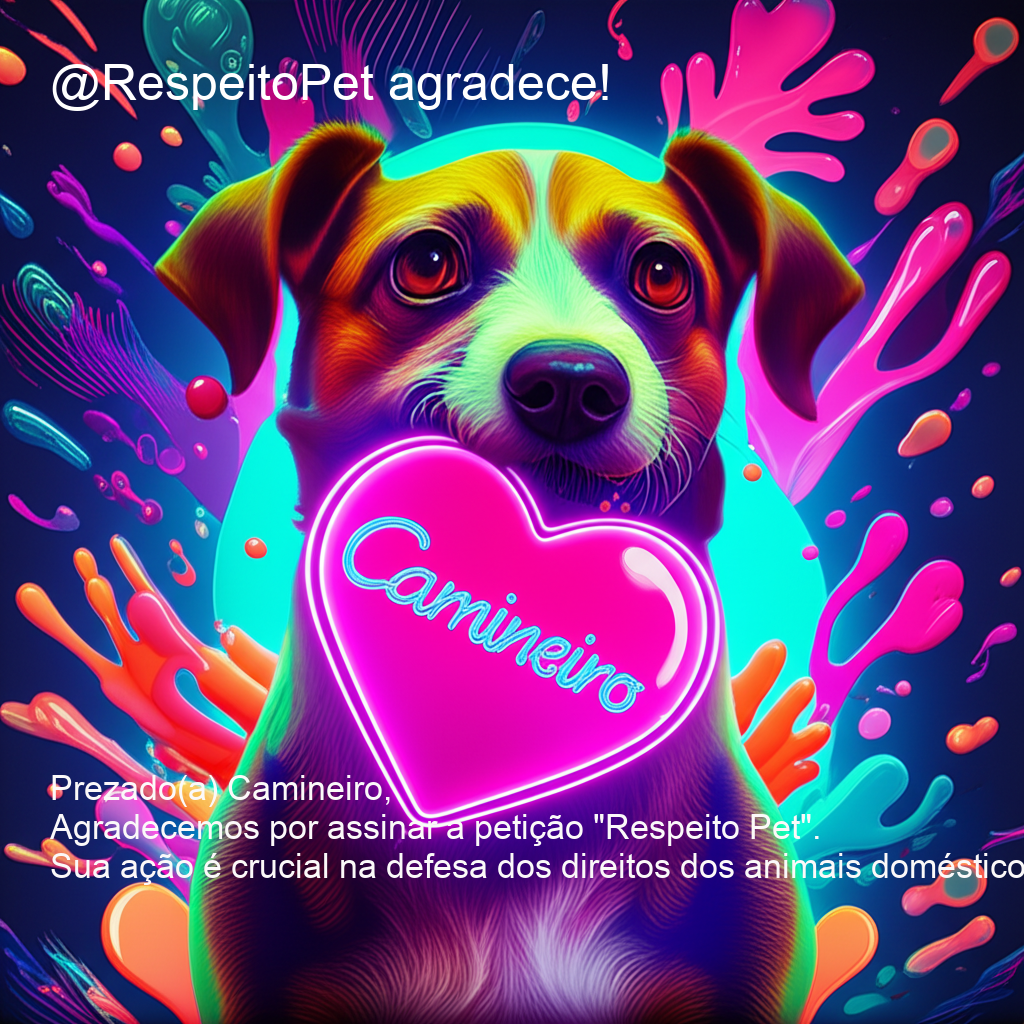 @RespeitoPet agradece!
Camineiro
Prezado(a) Camineiro,
Agradecemos por assinar a petição "Respeito Pet".
Sua ação é crucial na defesa dos direitos dos animais doméstico